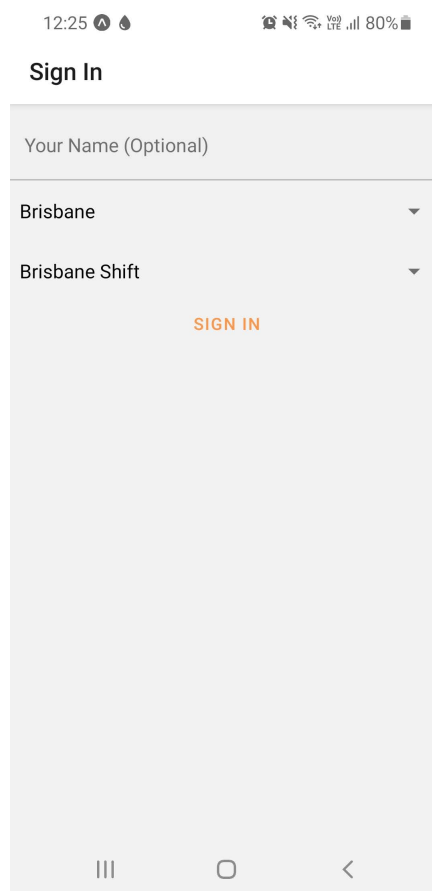 12:25 80%
Sign In
Your Name (Optional)
Brisbane
Brisbane Shift
SIGN IN